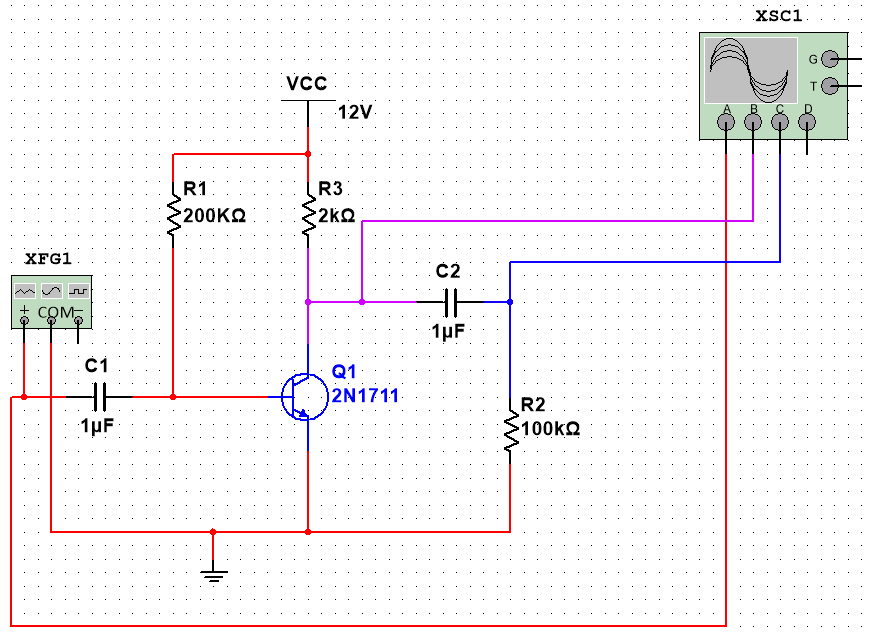 XSC1
G
T
A B C D
VCC
12V
R1
200KΩ
R3
2kΩ
XFG1
+ COM −
C2
1µF
C1
1µF
Q1
2N1711
R2
100kΩ